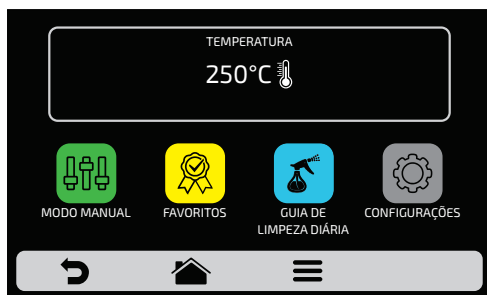 TEMPERATURA
250°C
MODO MANUAL
FAVORITOS
GUIA DE
LIMPEZA DIÁRIA
CONFIGURAÇÕES